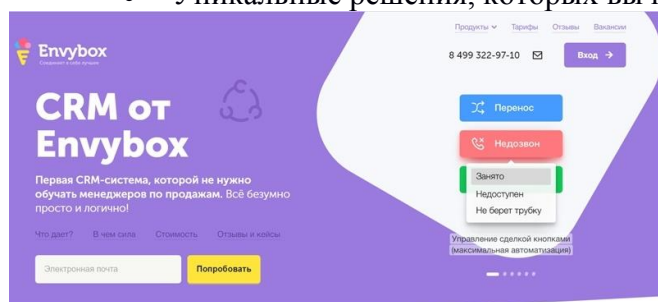 Уникальные решения, которых вы
Продукты Тарифы Отзывы Вакансии
Envybox
8 499 322-97-10 Вход →
CRM от
Envybox
Первая CRM-система, которой не нужно
обучать менеджеров по продажам. Всё безумно
просто и логично!
Что дает? В чем сила Стоимость Отзывы и кейсы
Электронная почта Попробовать
Перенос
Недозвон
Занято
Недоступен
Не берет трубку
Управление сделкой кнопками
(максимальная автоматизация)